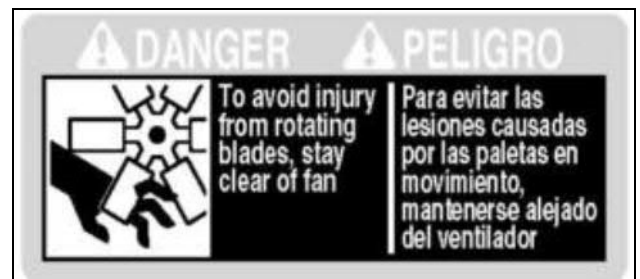 DANGER PELIGRO
To avoid injury
from rotating
blades, stay
clear of fan
Para evitar las
lesiones causadas
por las paletas en
movimiento,
mantenerse alejado
del ventilador